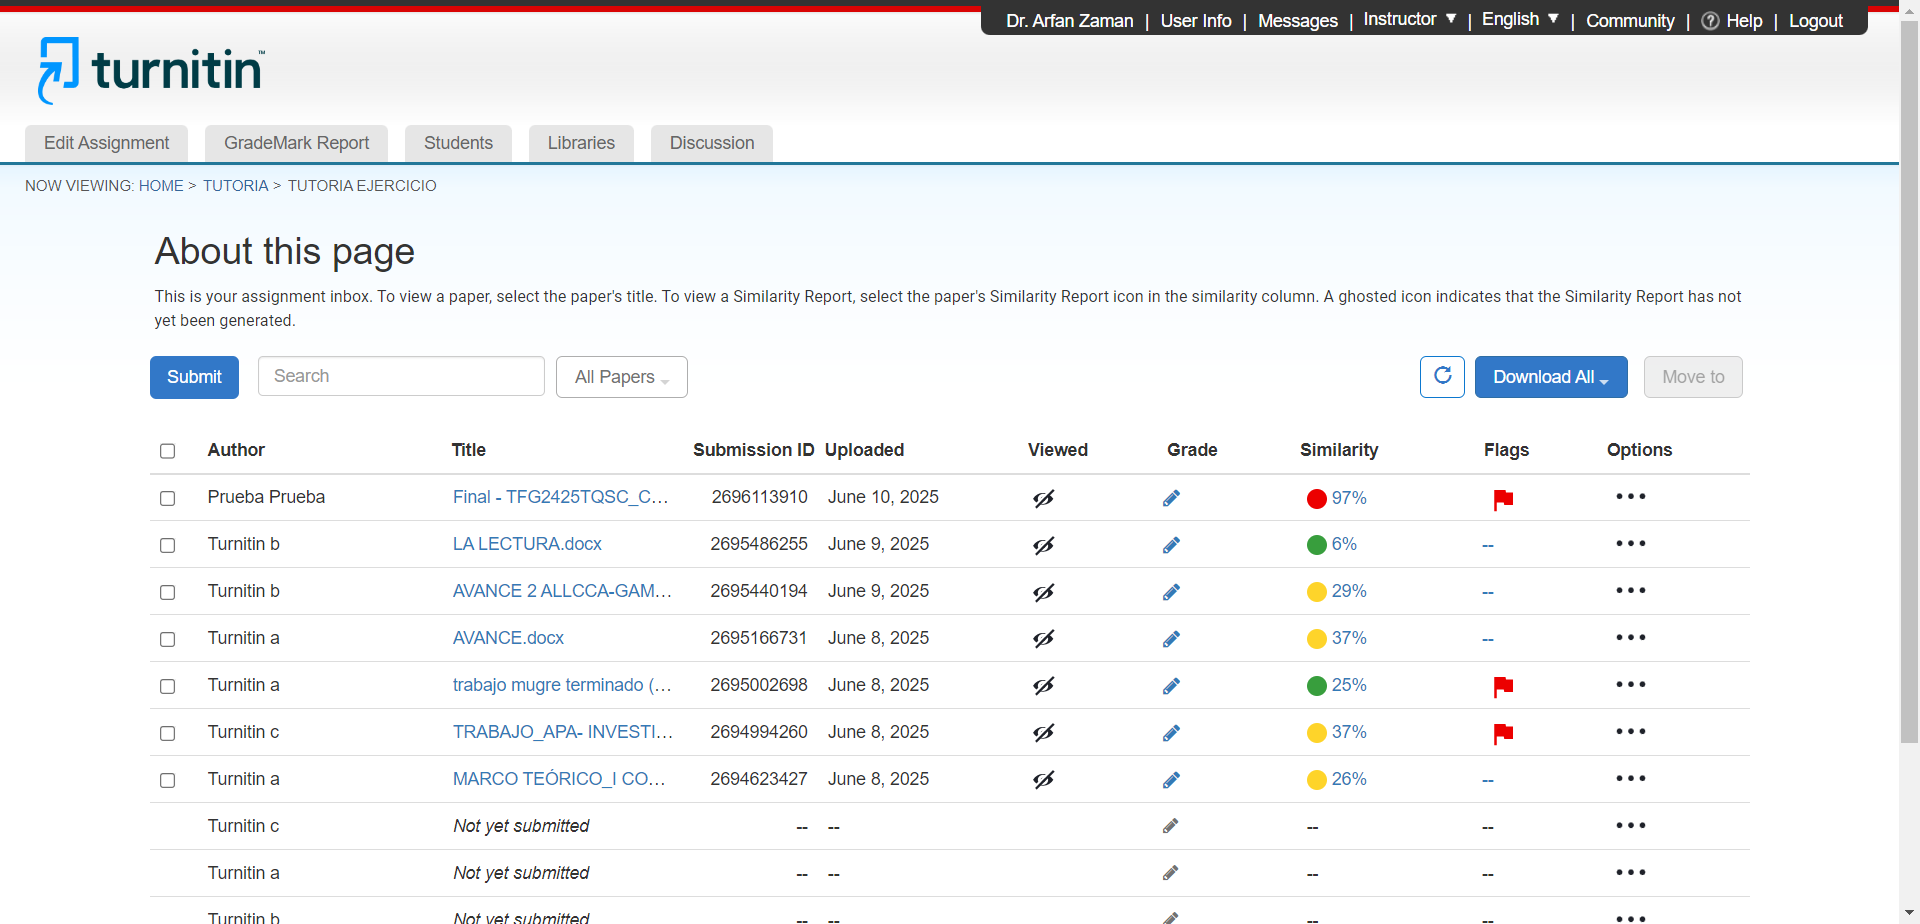 Dr. Arfan Zaman | User Info | Messages | Instructor ▼ | English ▼ | Community | ? Help | Logout
turnitin™
Edit Assignment GradeMark Report Students Libraries Discussion
NOW VIEWING: HOME > TUTORIA > TUTORIA EJERCICIO
About this page
This is your assignment inbox. To view a paper, select the paper's title. To view a Similarity Report, select the paper's Similarity Report icon in the similarity column. A ghosted icon indicates that the Similarity Report has not
yet been generated.
Submit Search All Papers Download All Move to
Author Title Submission ID Uploaded Viewed Grade Similarity Flags Options
Prueba Prueba Final - TFG2425TQSC_C... 2696113910 June 10, 2025 97% •••
Turnitin b LA LECTURA.docx 2695486255 June 9, 2025 6% -- •••
Turnitin b AVANCE 2 ALLCCA-GAM... 2695440194 June 9, 2025 29% -- •••
Turnitin a AVANCE.docx 2695166731 June 8, 2025 37% -- •••
Turnitin a trabajo mugre terminado (... 2695002698 June 8, 2025 25% •••
Turnitin c TRABAJO_APA- INVESTI... 2694994260 June 8, 2025 37% •••
Turnitin a MARCO TEÓRICO_I CO... 2694623427 June 8, 2025 26% -- •••
Turnitin c Not yet submitted -- -- -- -- •••
Turnitin a Not yet submitted -- -- -- -- •••
Turnitin b Not yet submitted -- -- -- -- •••